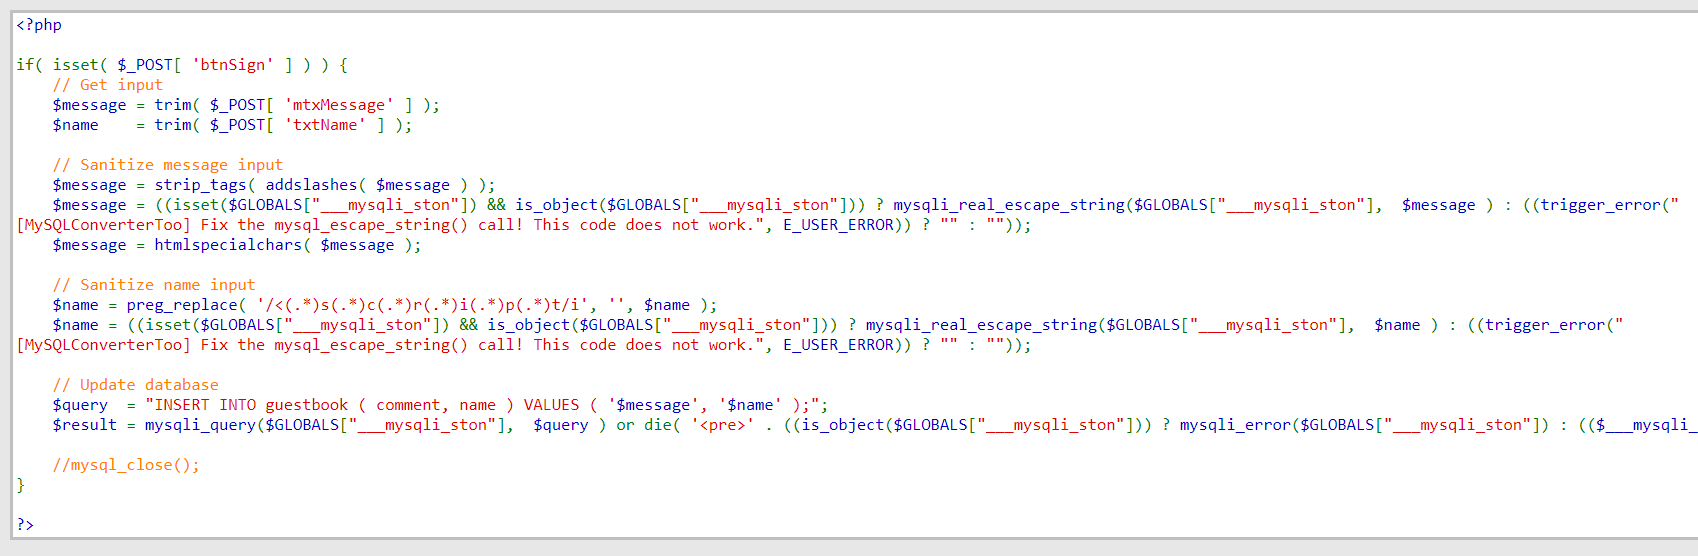 <?php
if( isset( $_POST[ 'btnSign' ] ) ) {
// Get input
$message = trim( $_POST[ 'mtxMessage' ] );
$name    = trim( $_POST[ 'txtName' ] );
// Sanitize message input
$message = strip_tags( addslashes( $message ) );
$message = ((isset($GLOBALS["___mysqli_ston"]) && is_object($GLOBALS["___mysqli_ston"])) ? mysqli_real_escape_string($GLOBALS["___mysqli_ston"],  $message ) : ((trigger_error("
[MySQLConverterToo] Fix the mysql_escape_string() call! This code does not work.", E_USER_ERROR)) ? "" : ""));
$message = htmlspecialchars( $message );
// Sanitize name input
$name = preg_replace( '/<(.*)s(.*)c(.*)r(.*)i(.*)p(.*)t/i', '', $name );
$name = ((isset($GLOBALS["___mysqli_ston"]) && is_object($GLOBALS["___mysqli_ston"])) ? mysqli_real_escape_string($GLOBALS["___mysqli_ston"],  $name ) : ((trigger_error("
[MySQLConverterToo] Fix the mysql_escape_string() call! This code does not work.", E_USER_ERROR)) ? "" : ""));
// Update database
$query  = "INSERT INTO guestbook ( comment, name ) VALUES ( '$message', '$name' );";
$result = mysqli_query($GLOBALS["___mysqli_ston"],  $query ) or die( '<pre>' . ((is_object($GLOBALS["___mysqli_ston"])) ? mysqli_error($GLOBALS["___mysqli_ston"]) : (($___mysqli_
//mysql_close();
}
?>